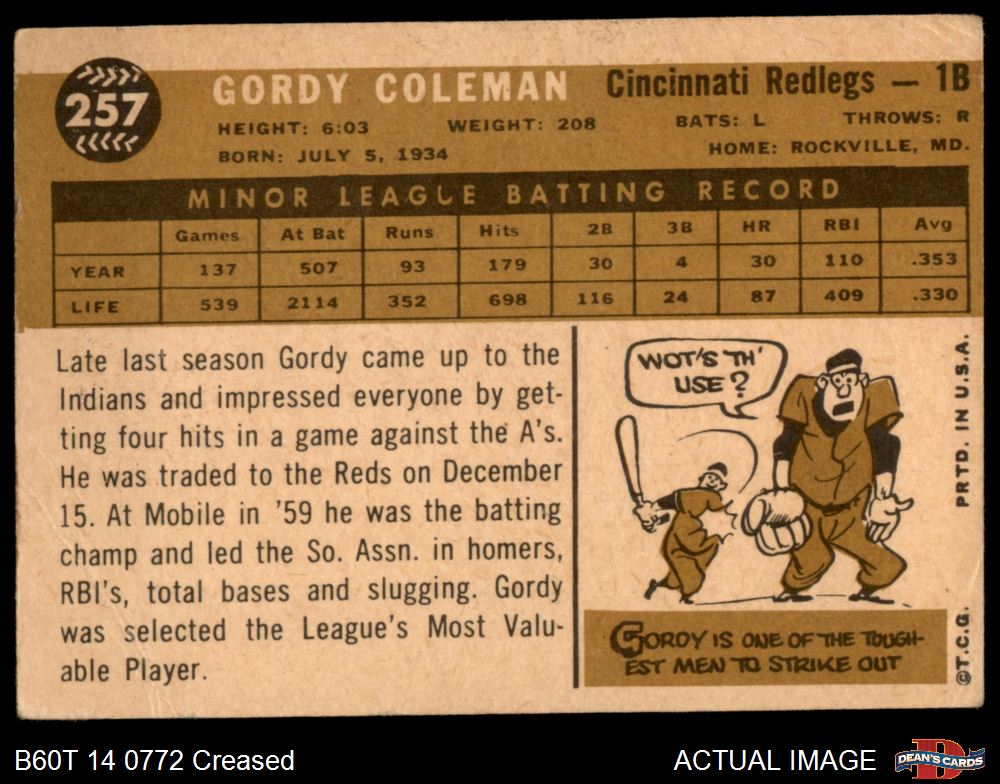 257
GORDY COLEMAN Cincinnati Redlegs — 1B
HEIGHT: 6:03 WEIGHT: 208 BATS: L THROWS: R
BORN: JULY 5, 1934 HOME: ROCKVILLE, MD.
MINOR LEAGUE BATTING RECORD
Games At Bat Runs Hits 2B 3B HR RBI Avg
YEAR 137 507 93 179 30 4 30 110 .353
LIFE 539 2114 352 698 116 24 87 409 .330
Late last season Gordy came up to the
Indians and impressed everyone by get-
ting four hits in a game against the A's.
He was traded to the Reds on December
15. At Mobile in '59 he was the batting
champ and led the So. Assn. in homers,
RBI's, total bases and slugging. Gordy
was selected the League's Most Valu-
able Player.
WOT'S TH'
USE?
GORDY IS ONE OF THE TOUGH-
EST MEN TO STRIKE OUT
PRTD. IN U.S.A.
©T.C.G.
B60T 14 0772 Creased
ACTUAL IMAGE
D
DEAN'S CARDS